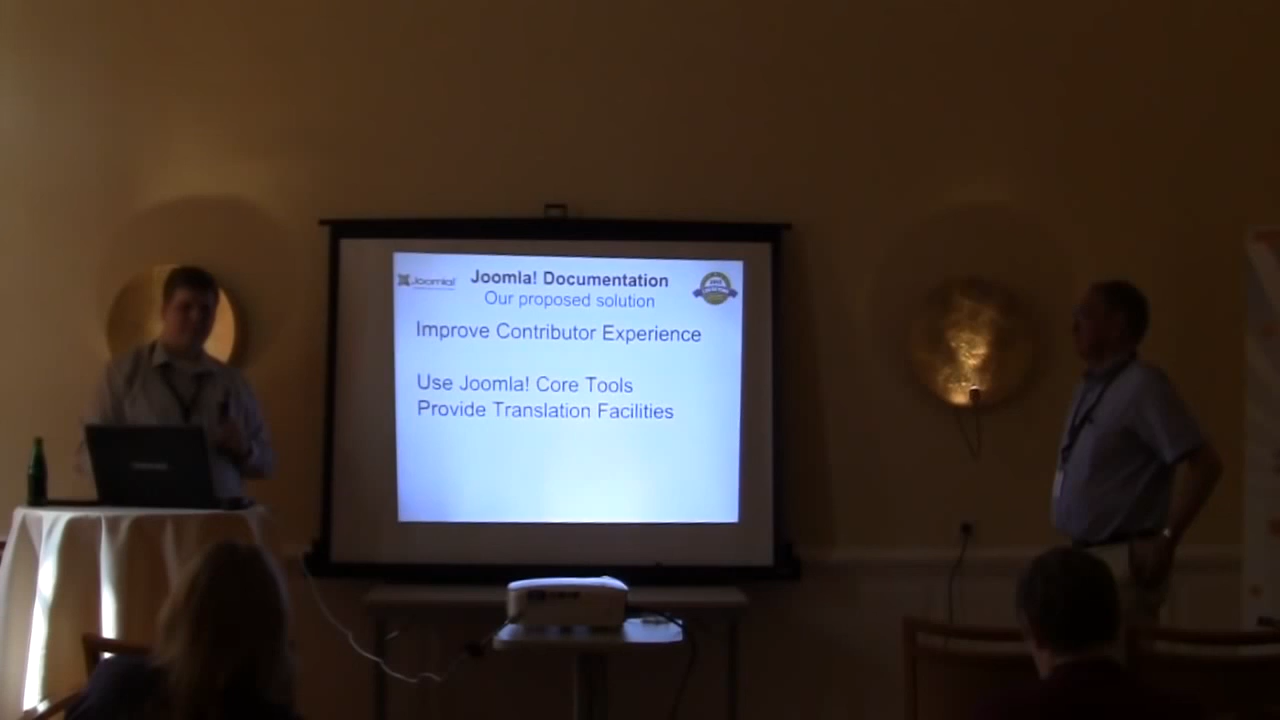 Joomla!
Joomla! Documentation
Our proposed solution
Improve Contributor Experience
Use Joomla! Core Tools
Provide Translation Facilities